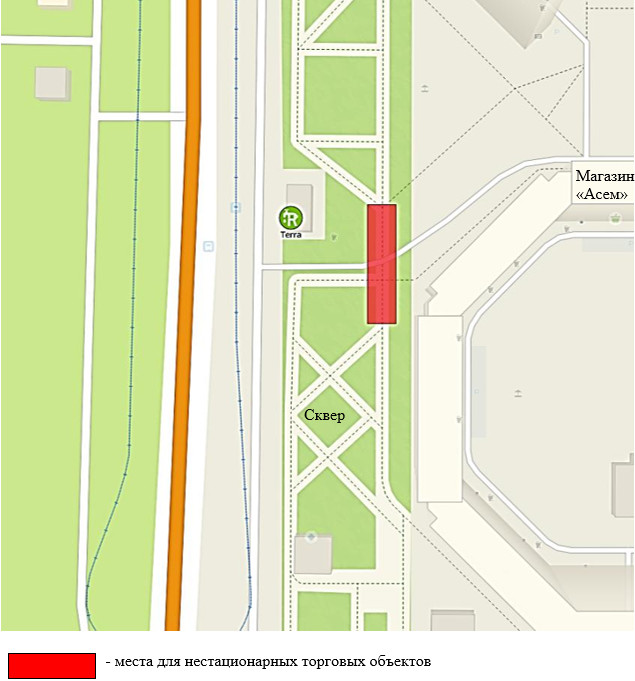 Магазин
«Асем»
R
Terra
Сквер
- места для нестационарных торговых объектов